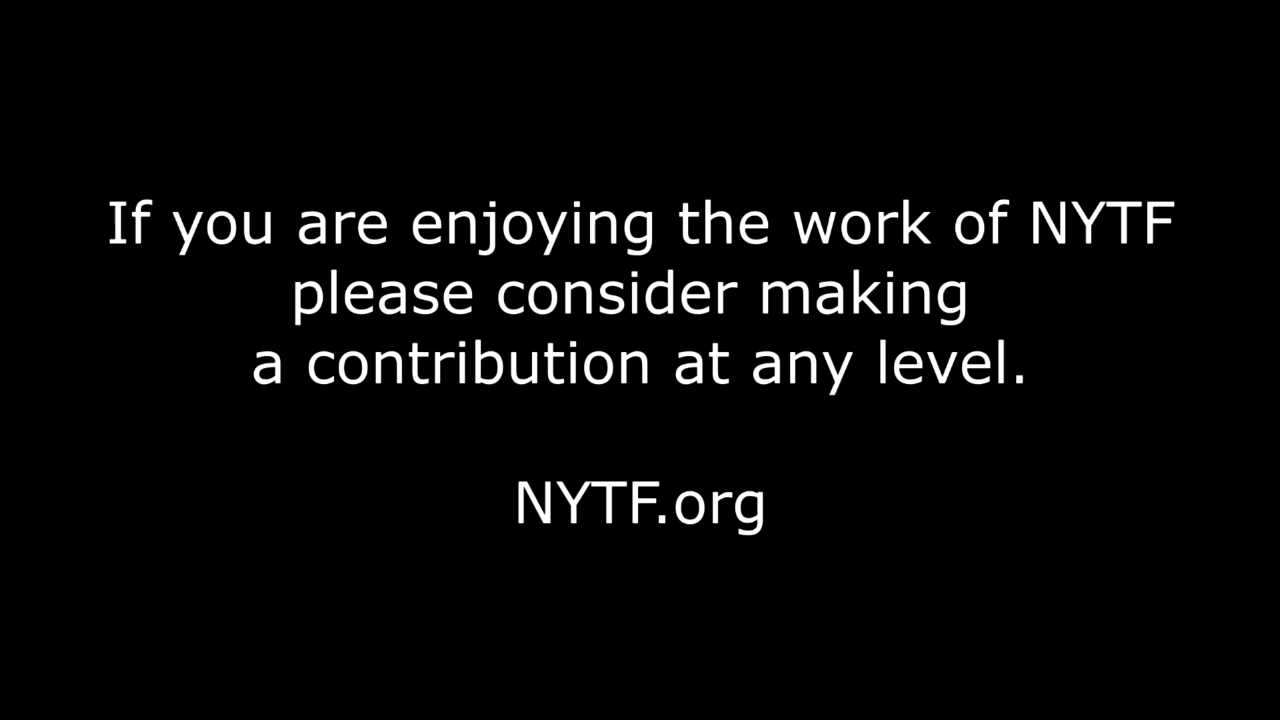 If you are enjoying the work of NYTF
please consider making
a contribution at any level.
NYTF.org